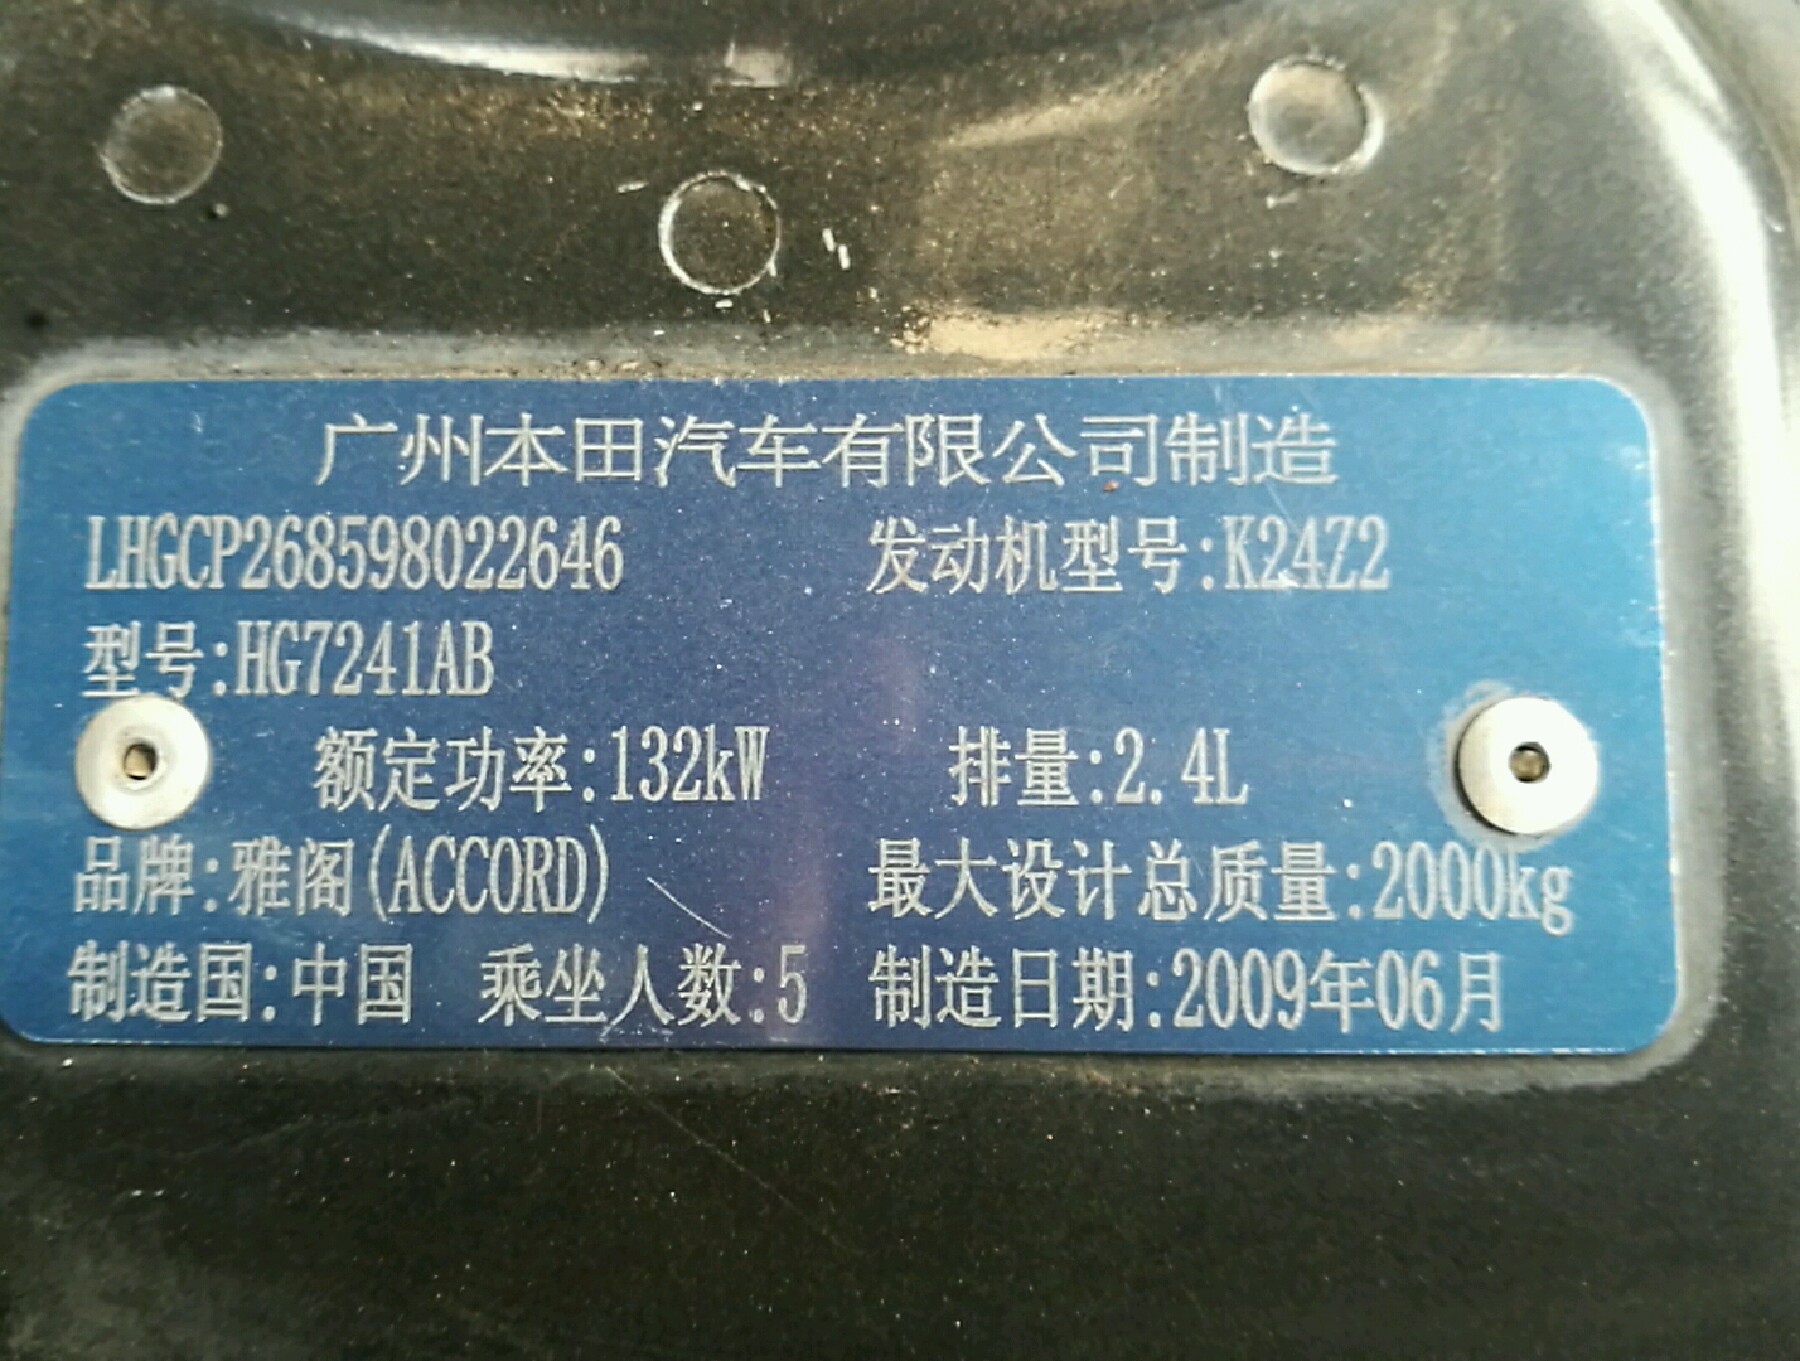 广州本田汽车有限公司制造
LHGCP268598022646 发动机型号:K24Z2
型号:HG7241AB
额定功率:132kW 排量:2.4L
品牌:雅阁(ACCORD) 最大设计总质量:2000kg
制造国:中国 乘坐人数:5 制造日期:2009年06月